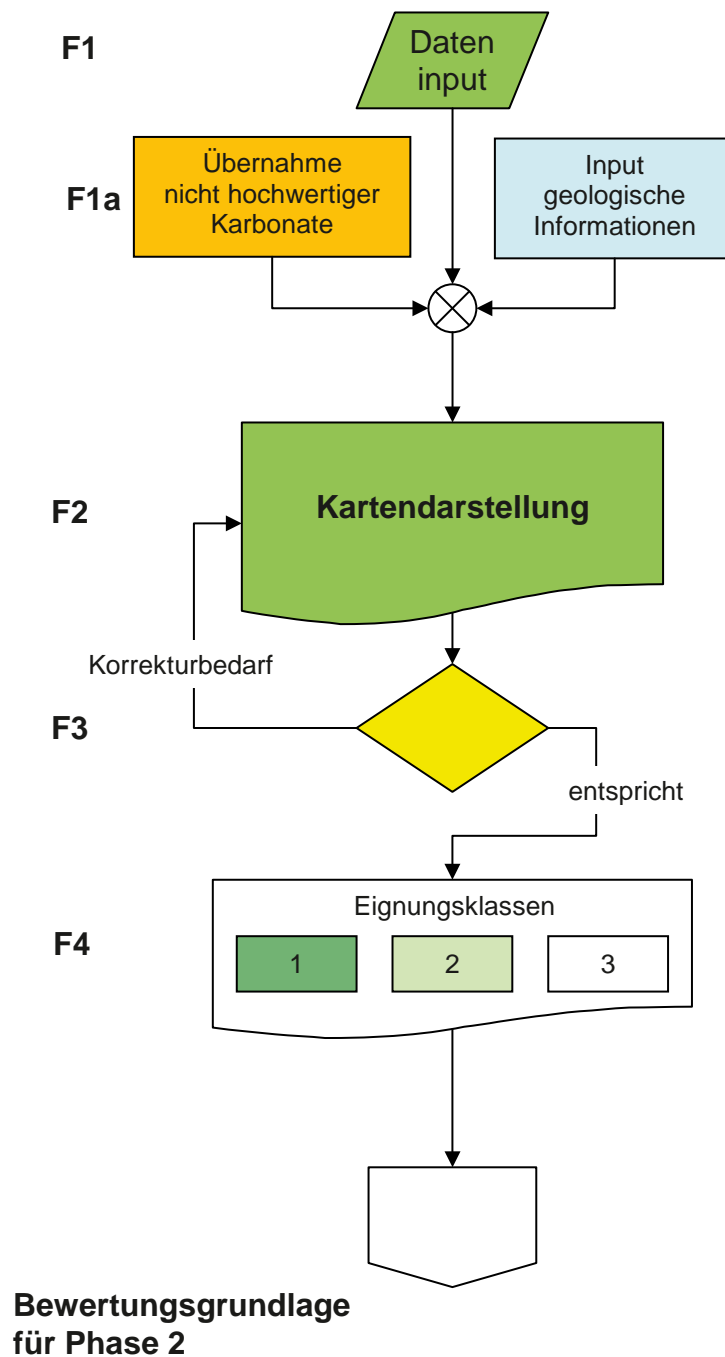 F1
Daten
input
F1a
Übernahme
nicht hochwertiger
Karbonate
Input
geologische
Informationen
F2
Kartendarstellung
Korrekturbedarf
F3
entspricht
F4
Eignungsklassen
1
2
3
Bewertungsgrundlage
für Phase 2